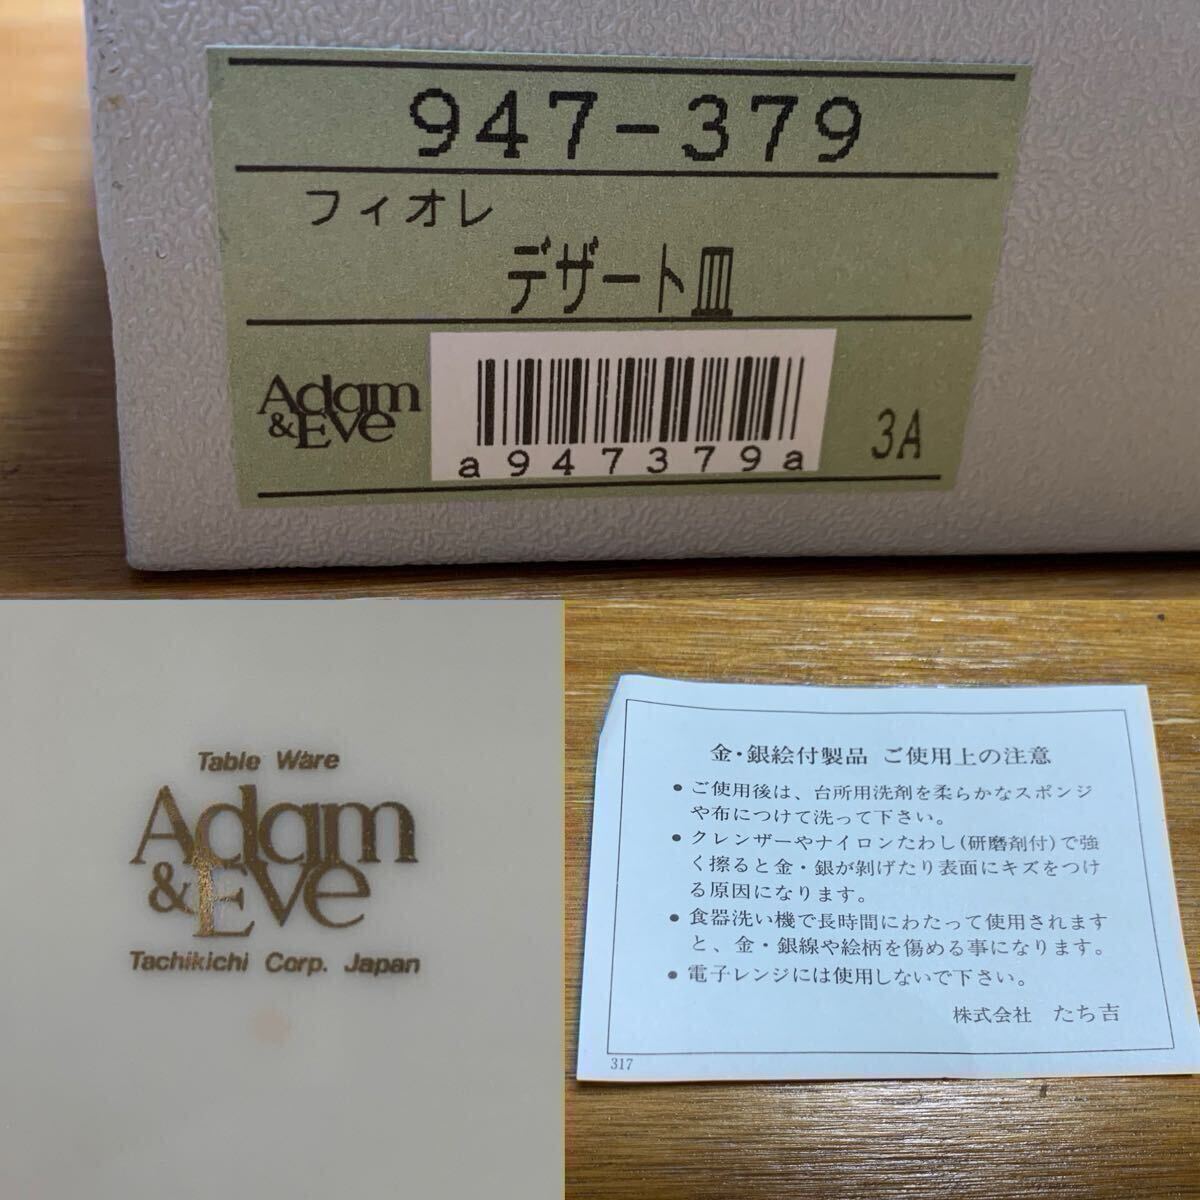 947-379
フィオレ
デザート皿
Adam
&Eve
a947379a
3A
Table Ware
Adam
&Eve
Tachikichi Corp. Japan
金・銀絵付製品 ご使用上の注意
● ご使用後は、台所用洗剤を柔らかなスポンジ
や布につけて洗って下さい。
● クレンザーやナイロンたわし(研磨剤付)で強
く擦ると金・銀が剝げたり表面にキズをつけ
る原因になります。
● 食器洗い機で長時間にわたって使用されます
と、金・銀線や絵柄を傷める事になります。
● 電子レンジには使用しないで下さい。
株式会社 たち吉
317